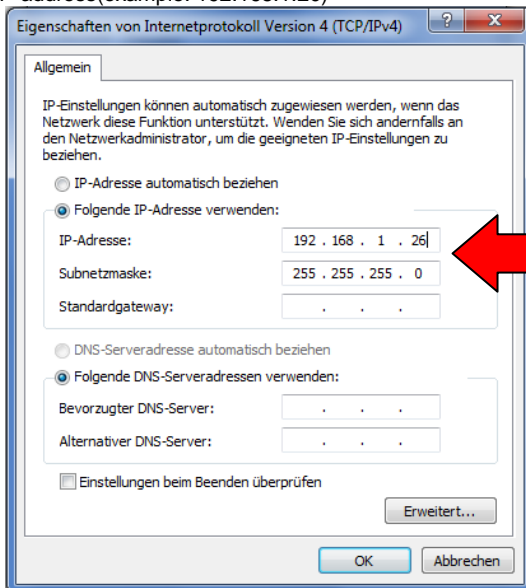 Eigenschaften von Internetprotokoll Version 4 (TCP/IPv4)
Allgemein
IP-Einstellungen können automatisch zugewiesen werden, wenn das
Netzwerk diese Funktion unterstützt. Wenden Sie sich andernfalls an
den Netzwerkadministrator, um die geeigneten IP-Einstellungen zu
beziehen.
IP-Adresse automatisch beziehen
Folgende IP-Adresse verwenden:
IP-Adresse: 192 . 168 . 1 . 26
Subnetzmaske: 255 . 255 . 255 . 0
Standardgateway: . . .
DNS-Serveradresse automatisch beziehen
Folgende DNS-Serveradressen verwenden:
Bevorzugter DNS-Server: . . .
Alternativer DNS-Server: . . .
Einstellungen beim Beenden überprüfen
Erweitert...
OK Abbrechen